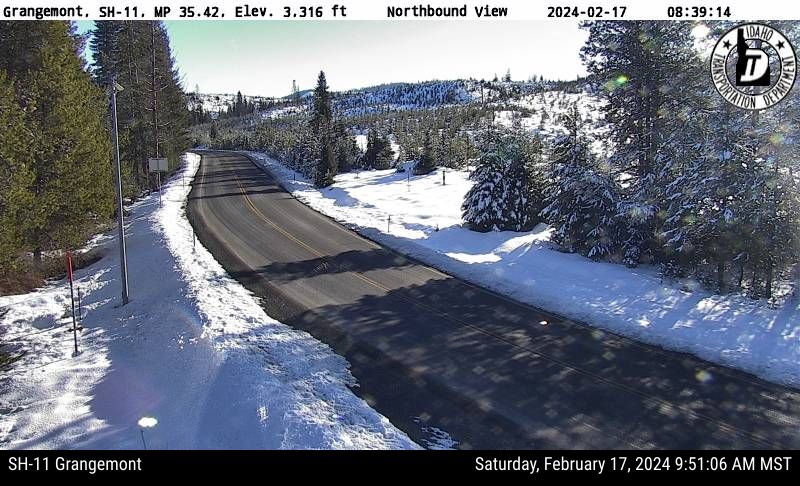 Grangemont, SH-11, MP 35.42, Elev. 3,316 ft Northbound View 2024-02-17 08:39:14
IDAHO
TRANSPORTATION DEPARTMENT
SH-11 Grangemont Saturday, February 17, 2024 9:51:06 AM MST